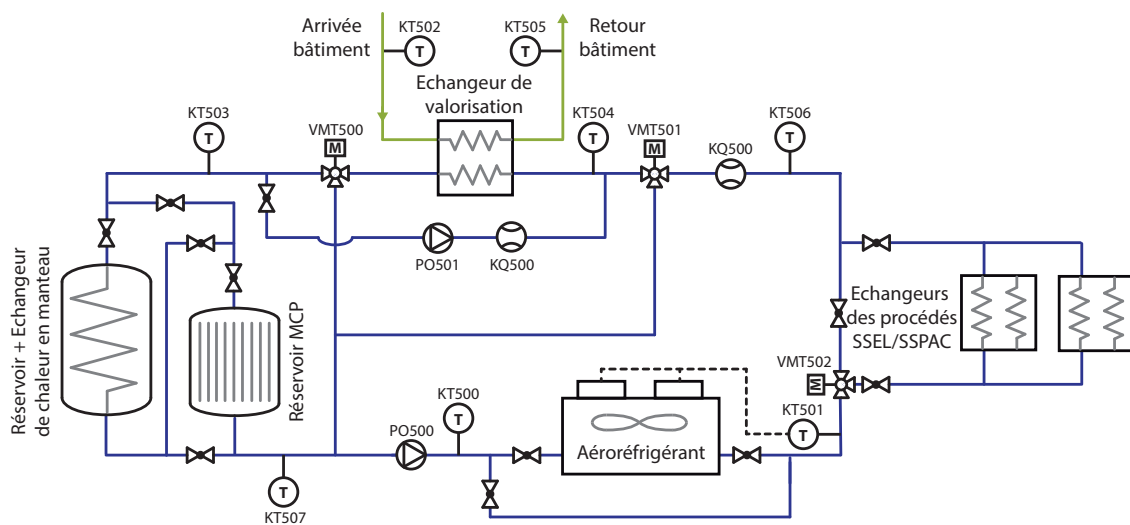 Arrivée
bâtiment
KT502
T
KT505
T
Retour
bâtiment
Echangeur de
valorisation
KT503
T
VMT500
M
KT504
T
VMT501
M
KQ500
KT506
T
PO501
KQ500
Réservoir + Echangeur
de chaleur en manteau
Réservoir MCP
Echangeurs
des procédés
SSEL/SSPAC
VMT502
M
KT500
T
KT501
T
PO500
Aéroréfrigérant
T
KT507